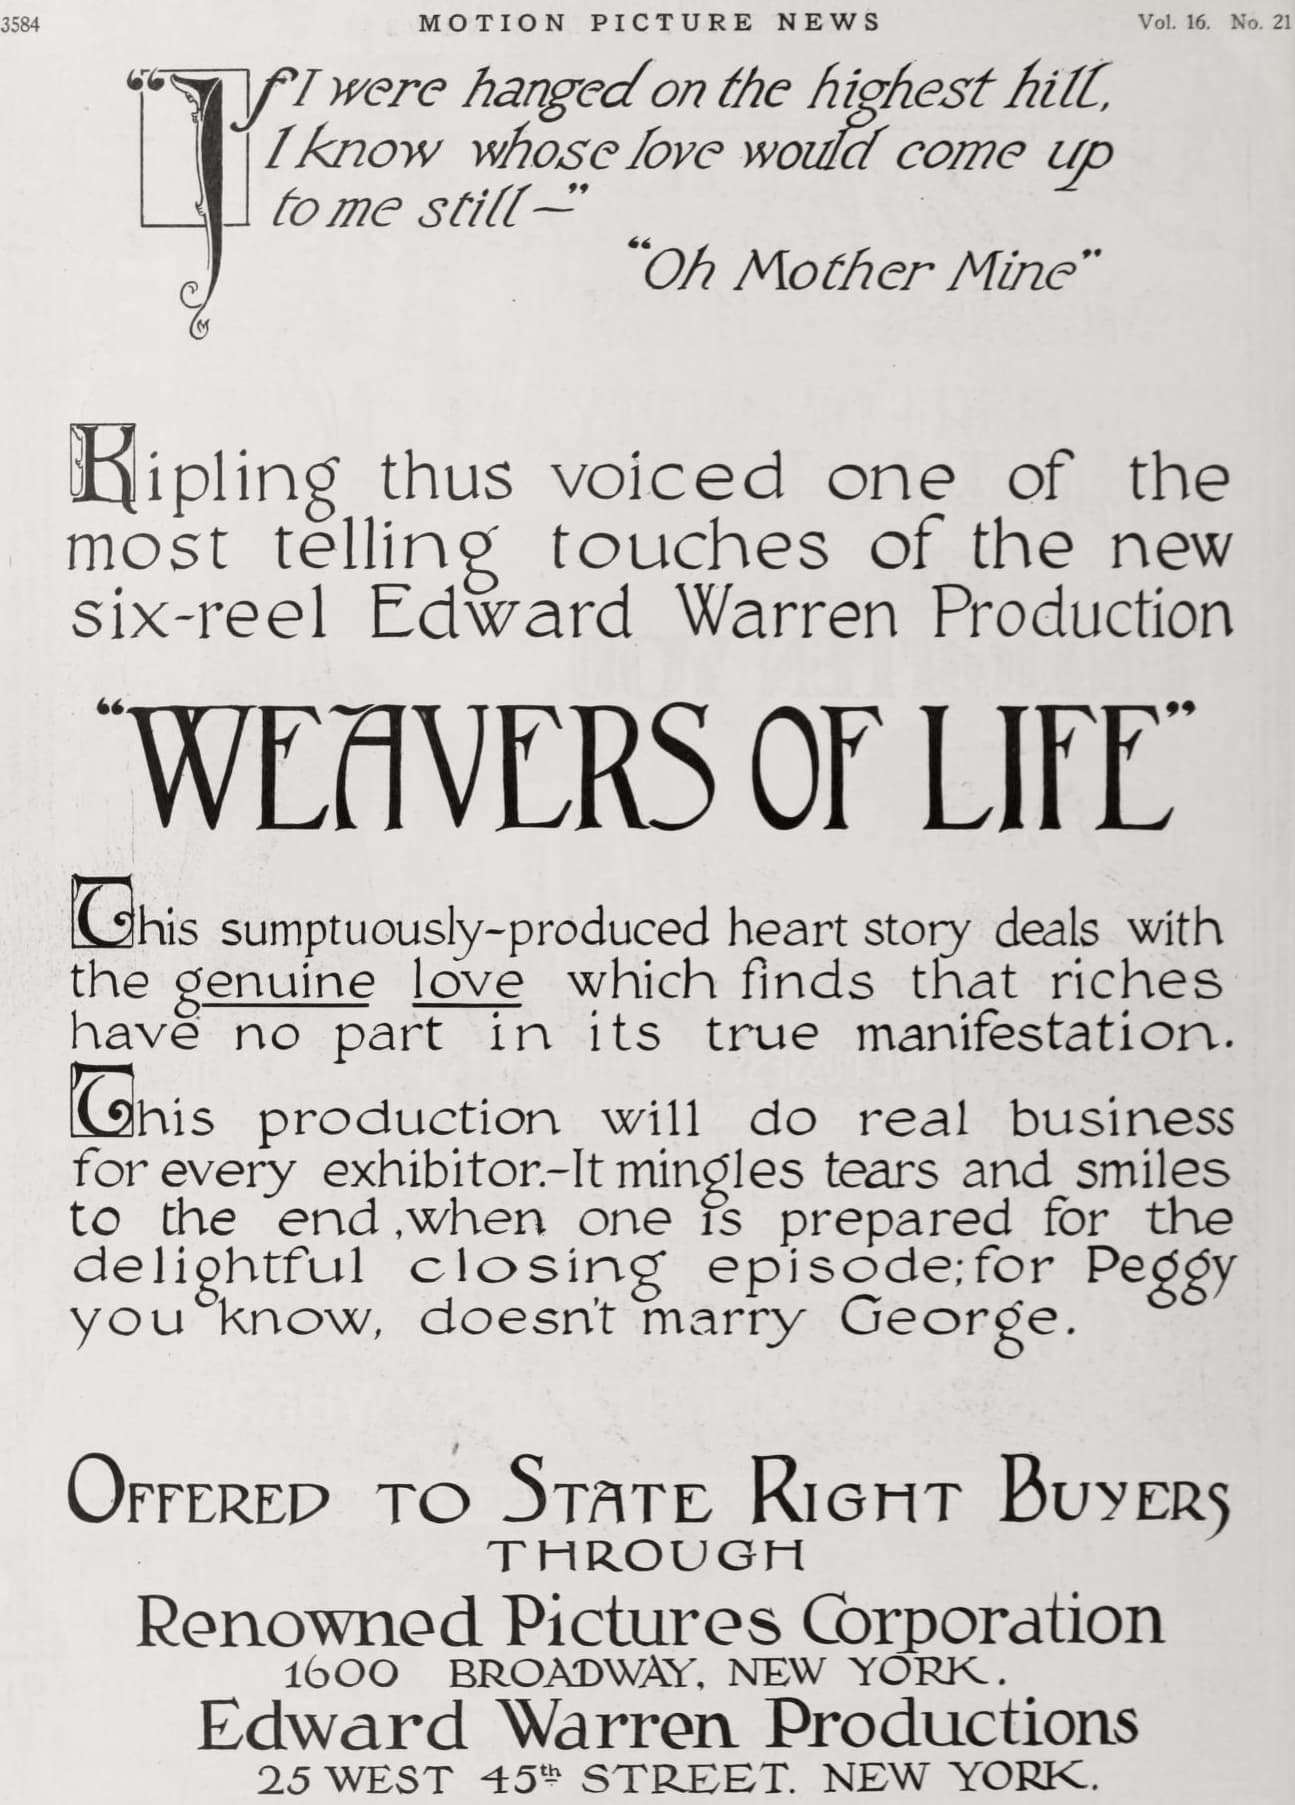 3584
MOTION PICTURE NEWS
Vol. 16. No. 21
“If I were hanged on the highest hill,
I know whose love would come up
to me still—”
“Oh Mother Mine”
Kipling thus voiced one of the
most telling touches of the new
six-reel Edward Warren Production
“WEAVERS OF LIFE”
This sumptuously-produced heart story deals with
the genuine love which finds that riches
have no part in its true manifestation.
This production will do real business
for every exhibitor.-It mingles tears and smiles
to the end, when one is prepared for the
delightful closing episode; for Peggy
you know, doesn't marry George.
OFFERED TO STATE RIGHT BUYERS
THROUGH
Renowned Pictures Corporation
1600 BROADWAY, NEW YORK.
Edward Warren Productions
25 WEST 45th STREET. NEW YORK.